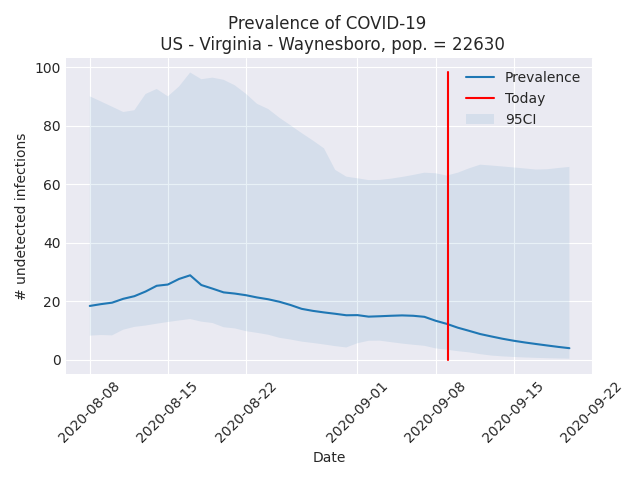 Prevalence of COVID-19
US - Virginia - Waynesboro, pop. = 22630
100
80
60
40
20
0
# undetected infections
Prevalence
Today
95CI
2020-08-08
2020-08-15
2020-08-22
2020-09-01
2020-09-08
2020-09-15
2020-09-22
Date